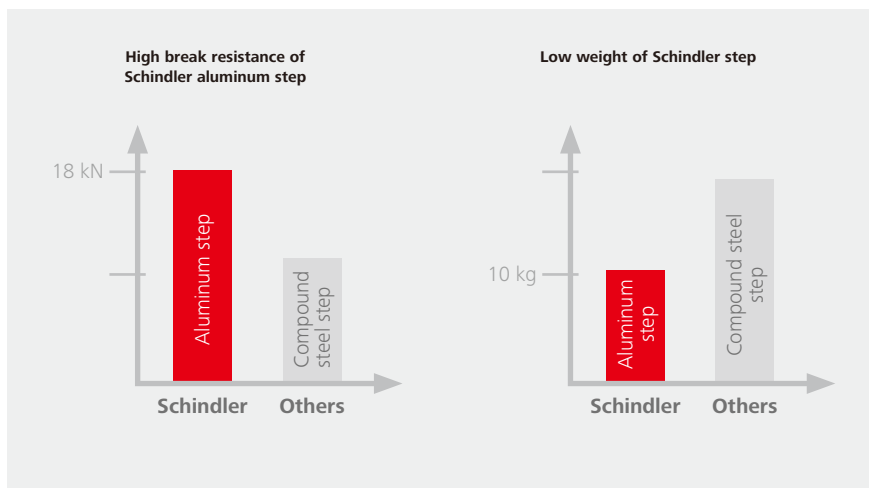 High break resistance of
Schindler aluminum step
18 kN
Aluminum step
Compound
steel step
Schindler
Others
Low weight of Schindler step
10 kg
Aluminum
step
Compound steel
step
Schindler
Others